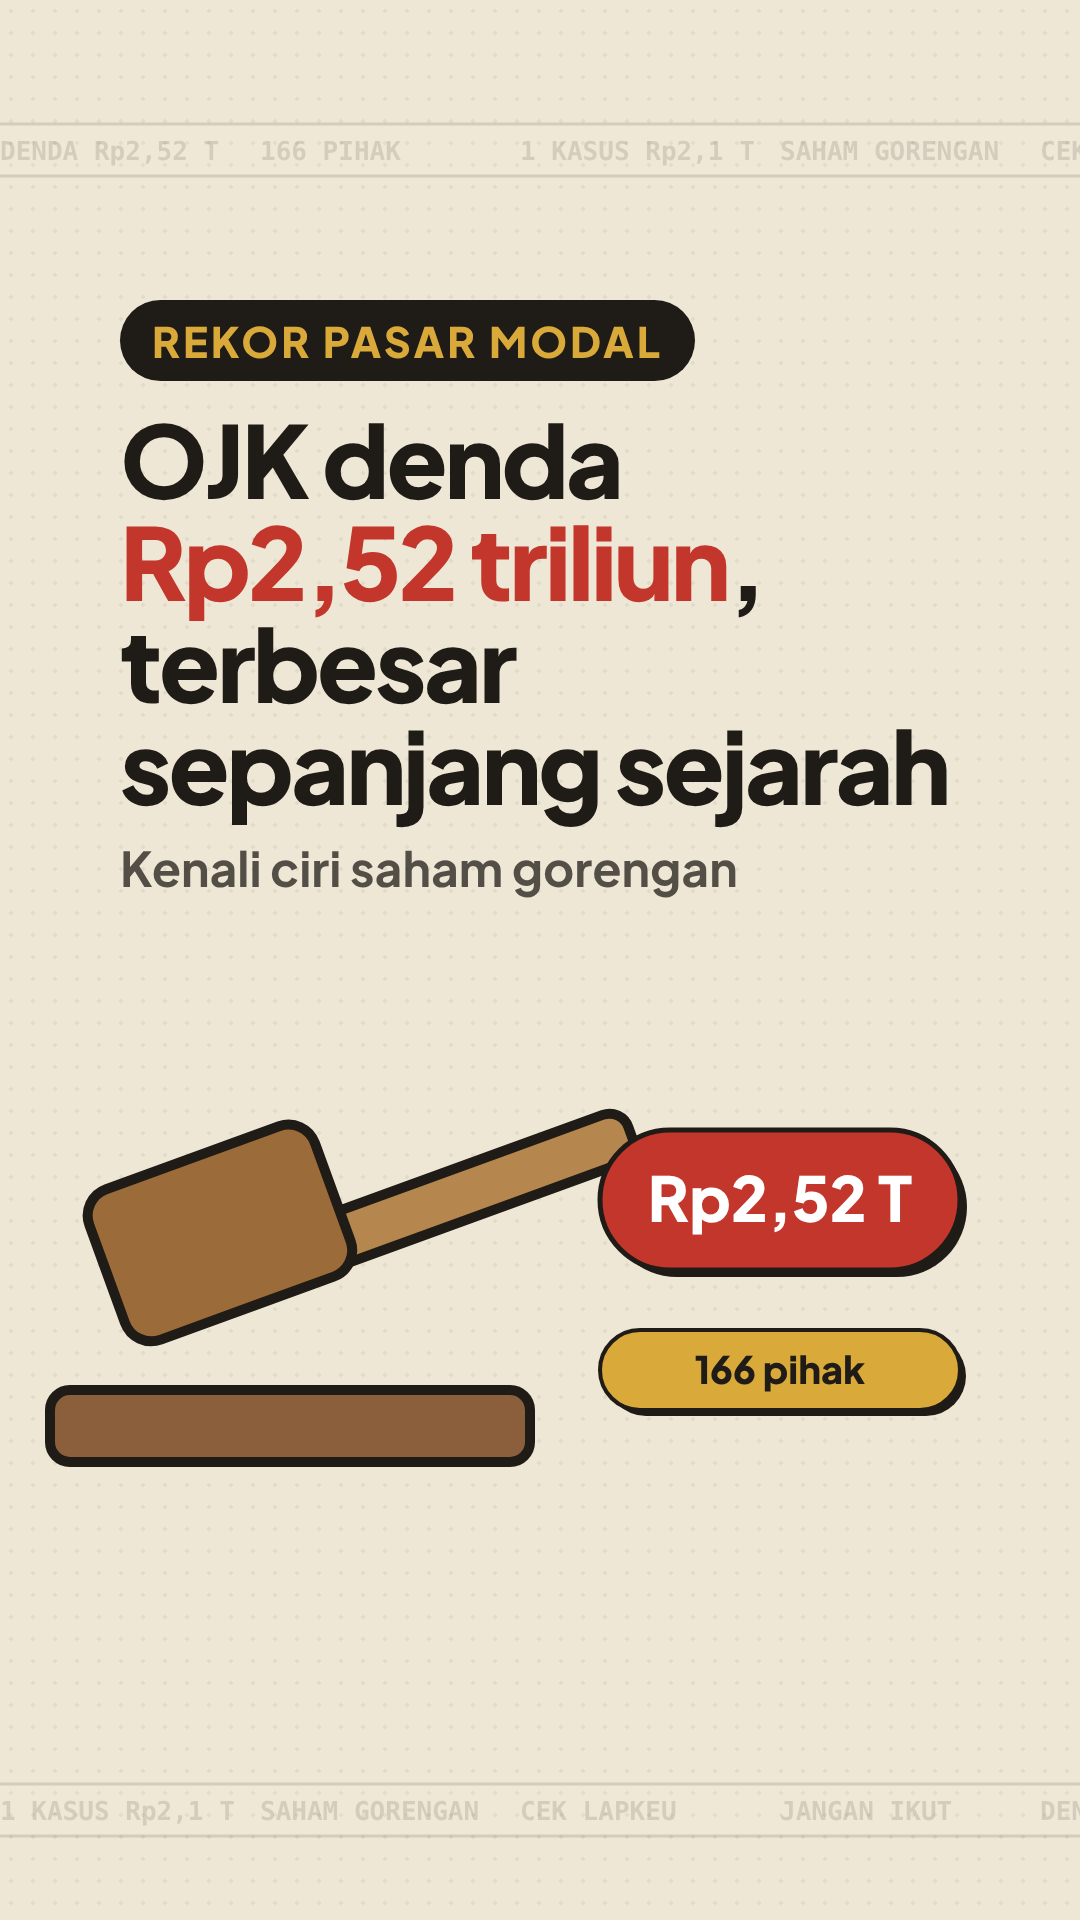 DENDA Rp2,52 T 166 PIHAK 1 KASUS Rp2,1 T SAHAM GORENGAN
REKOR PASAR MODAL
OJK denda
Rp2,52 triliun,
terbesar
sepanjang sejarah
Kenali ciri saham gorengan
Rp2,52 T
166 pihak
1 KASUS Rp2,1 T SAHAM GORENGAN CEK LAPKEU JANGAN IKUT